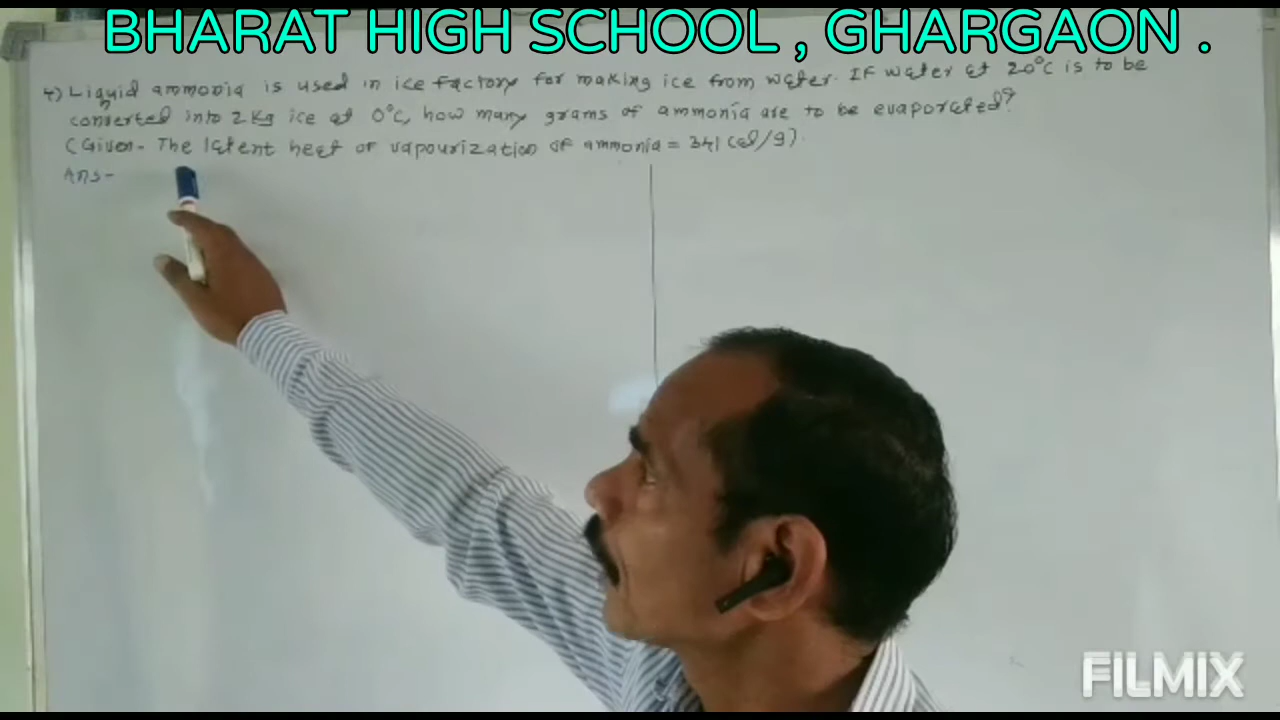 BHARAT HIGH SCHOOL , GHARGAON .
4) Liquid ammonia is used in ice factory for making ice from water. If water at 20°C is to be
converted into 2 kg ice at 0°C, how many grams of ammonia are to be evaporated?
(Given- The latent heat of vapourization of ammonia = 341 cal/g)
Ans-
FILMIX